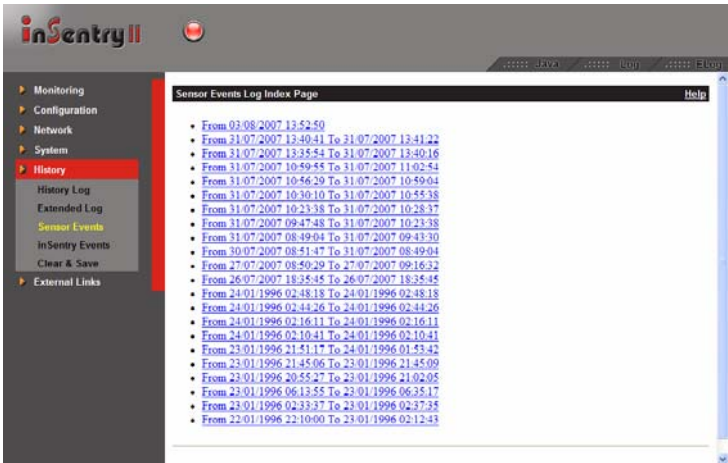 inSentryII
Java
Log
ELog
Monitoring
Configuration
Network
System
History
History Log
Extended Log
Sensor Events
inSentry Events
Clear & Save
External Links
Sensor Events Log Index Page
Help
From 03/08/2007 13:52:50
From 31/07/2007 13:40:41 To 31/07/2007 13:41:22
From 31/07/2007 13:35:54 To 31/07/2007 13:40:16
From 31/07/2007 10:59:55 To 31/07/2007 11:02:54
From 31/07/2007 10:56:29 To 31/07/2007 10:59:04
From 31/07/2007 10:30:10 To 31/07/2007 10:55:38
From 31/07/2007 10:23:38 To 31/07/2007 10:28:37
From 31/07/2007 09:47:48 To 31/07/2007 10:23:38
From 31/07/2007 08:49:04 To 31/07/2007 09:43:30
From 30/07/2007 08:51:47 To 31/07/2007 08:49:04
From 27/07/2007 08:50:29 To 27/07/2007 09:16:32
From 26/07/2007 18:35:45 To 26/07/2007 18:35:45
From 24/01/1996 02:48:18 To 24/01/1996 02:48:18
From 24/01/1996 02:44:26 To 24/01/1996 02:44:26
From 24/01/1996 02:16:11 To 24/01/1996 02:16:11
From 24/01/1996 02:10:41 To 24/01/1996 02:10:41
From 23/01/1996 21:51:17 To 24/01/1996 01:53:42
From 23/01/1996 21:45:06 To 23/01/1996 21:45:09
From 23/01/1996 20:55:27 To 23/01/1996 21:02:05
From 23/01/1996 06:13:55 To 23/01/1996 06:35:17
From 23/01/1996 02:33:37 To 23/01/1996 02:37:35
From 22/01/1996 22:10:00 To 23/01/1996 02:12:43